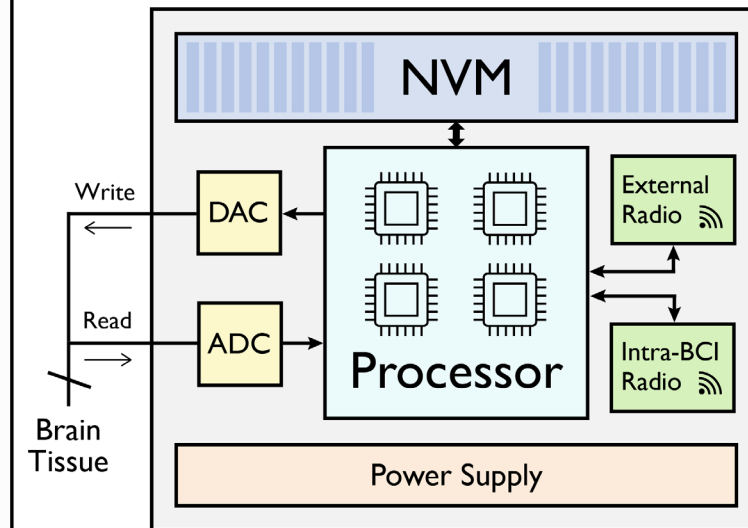 NVM
Write
DAC
External
Radio
Read
ADC
Processor
Intra-BCI
Radio
Brain
Tissue
Power Supply